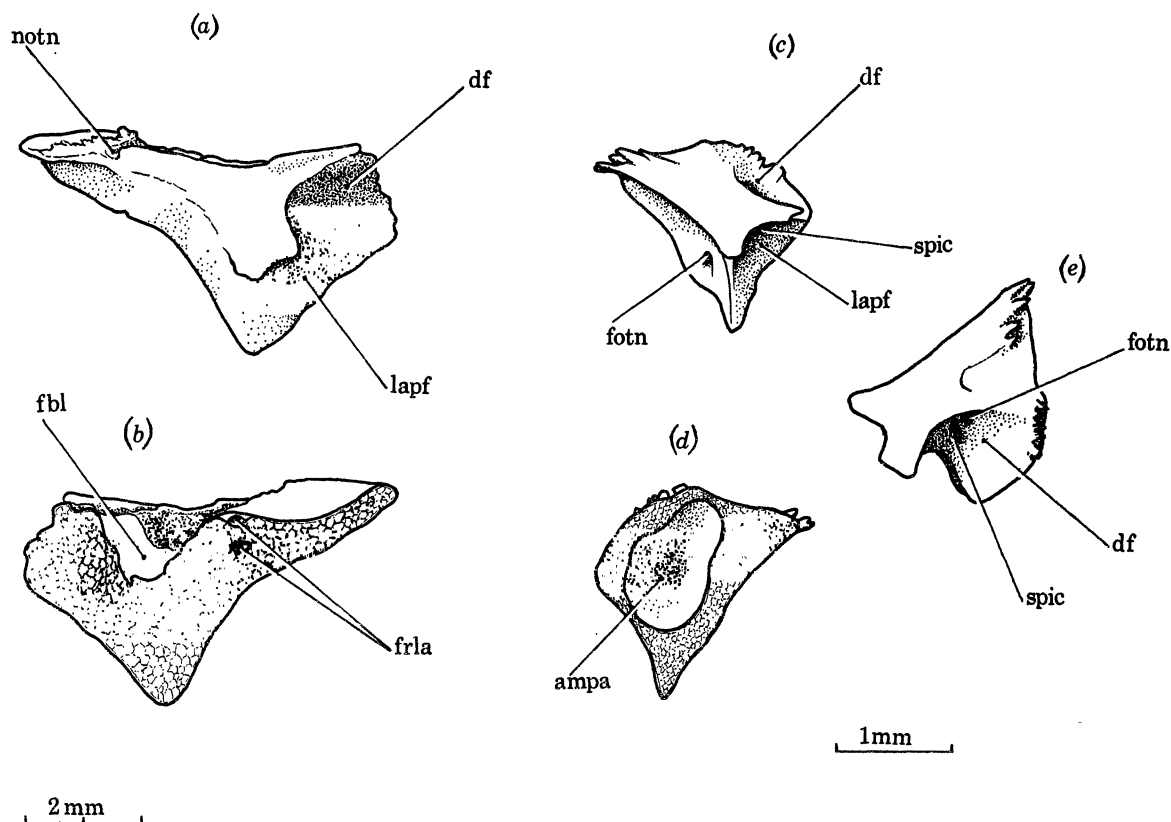 (a)
notn
df
lapf
(b)
fbl
frla
(c)
df
spic
lapf
fotn
(d)
ampa
(e)
fotn
df
spic
1mm
2mm